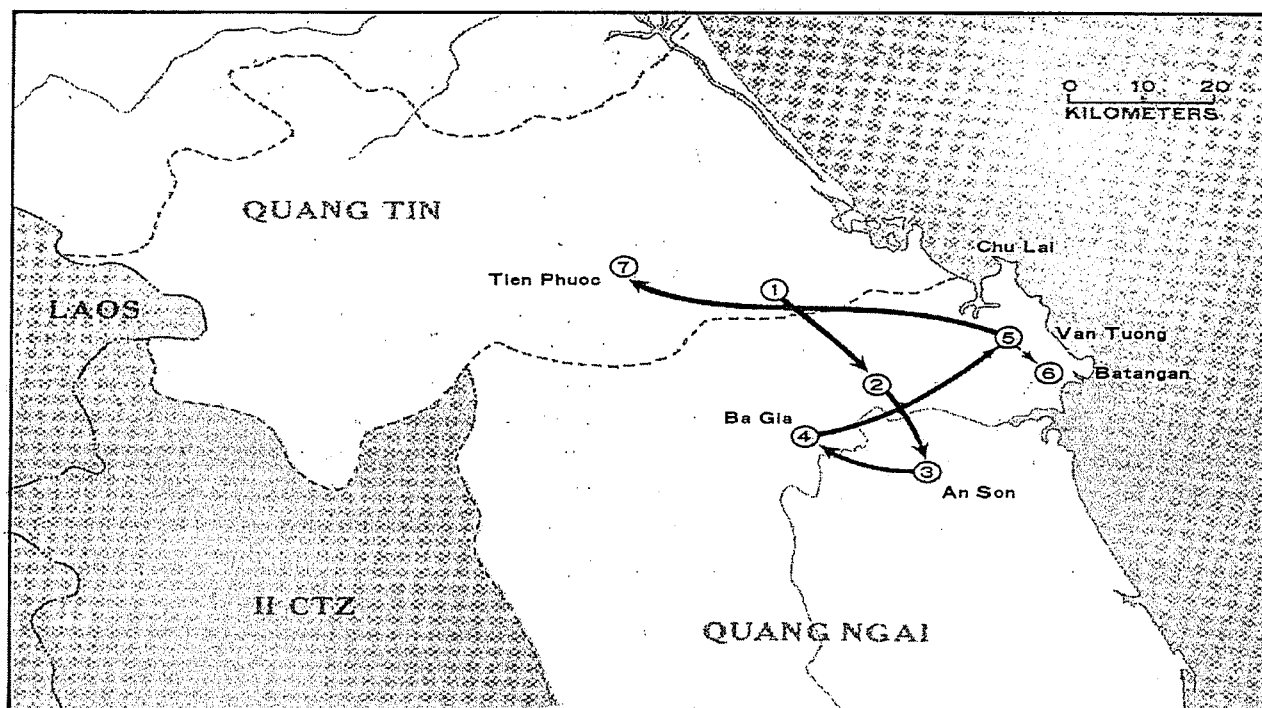 0 10 20
KILOMETERS
QUANG TIN
Chu Lai
Tien Phuoc 7
1
LAOS
5 Van Tuong
6 Batangan
2
Ba Gia
4
3
An Son
II CTZ
QUANG NGAI